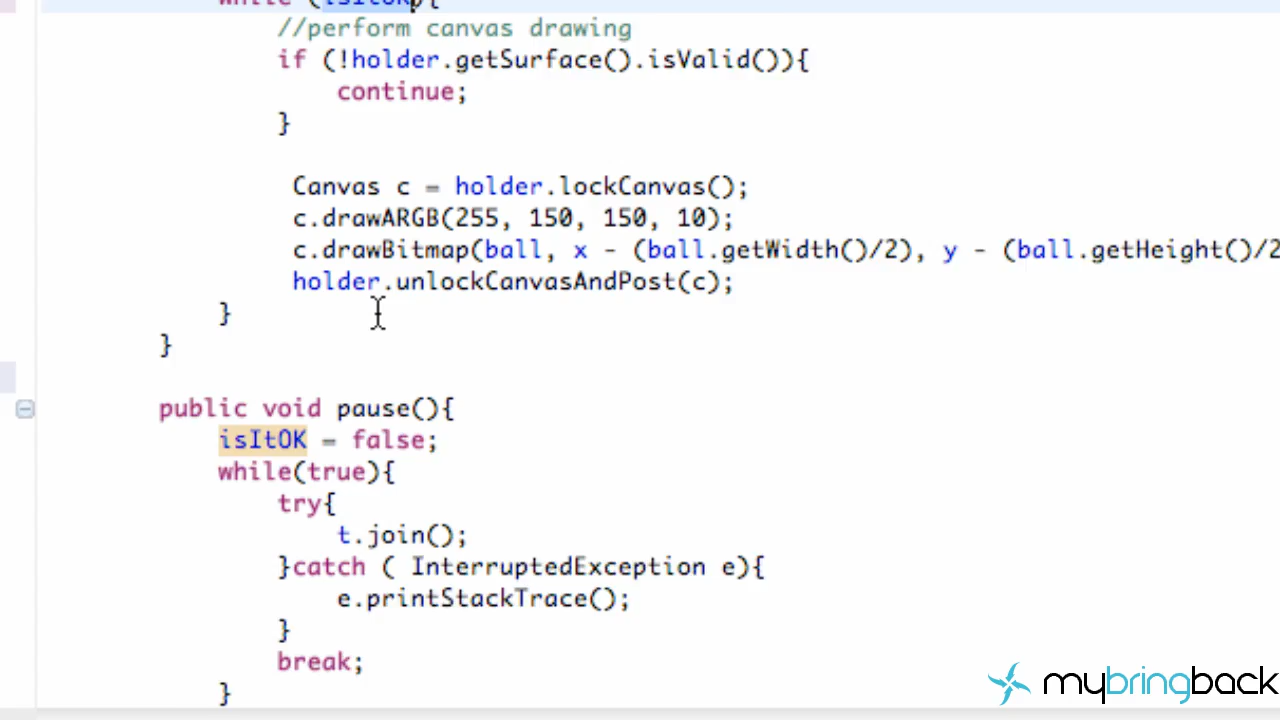 while (isItOK){
//perform canvas drawing
if (!holder.getSurface().isValid()){
continue;
}
Canvas c = holder.lockCanvas();
c.drawARGB(255, 150, 150, 10);
c.drawBitmap(ball, x - (ball.getWidth()/2), y - (ball.getHeight()/2
holder.unlockCanvasAndPost(c);
}
}
public void pause(){
isItOK = false;
while(true){
try{
t.join();
}catch ( InterruptedException e){
e.printStackTrace();
}
break;
}
mybringback